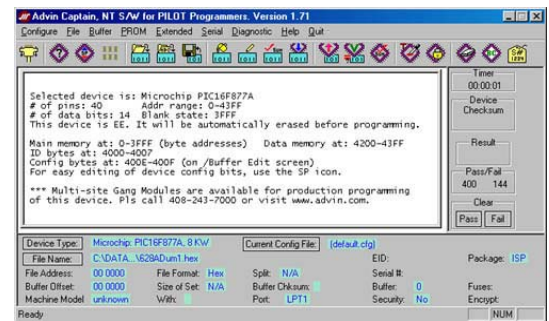 Advin Captain, NT S/W for PILOT Programmers. Version 1.71
Configure File Buffer PROM Extended Serial Diagnostic Help Quit
Selected device is: Microchip PIC16F877A
# of pins: 40 Addr range: 0-43FF
# of data bits: 14 Blank state: 3FFF
This device is EE. It will be automatically erased before programming.
Main memory at: 0-3FFF (byte addresses) Data memory at: 4200-43FF
ID bytes at: 4000-4007
Config bytes at: 400E-400F (on /Buffer Edit screen)
For easy editing of device config bits, use the SP icon.
*** Multi-site Gang Modules are available for production programming
of this device. Pls call 408-243-7000 or visit www.advin.com.
Timer
00:00:01
Device
Checksum
Result
Pass/Fail
400 144
Clear
Pass Fail
Device Type: Microchip: PIC16F877A, 8 KW Current Config File: (default.cfg)
File Name: C:\DATA...\628ADum1.hex EID: Package: ISP
File Address: 00 0000 File Format: Hex Split: N/A Serial #:
Buffer Offset: 00 0000 Size of Set: N/A Buffer Chksum: Buffer: 0 Fuses:
Machine Model unknown With: Port: LPT1 Security: No Encrypt:
Ready NUM